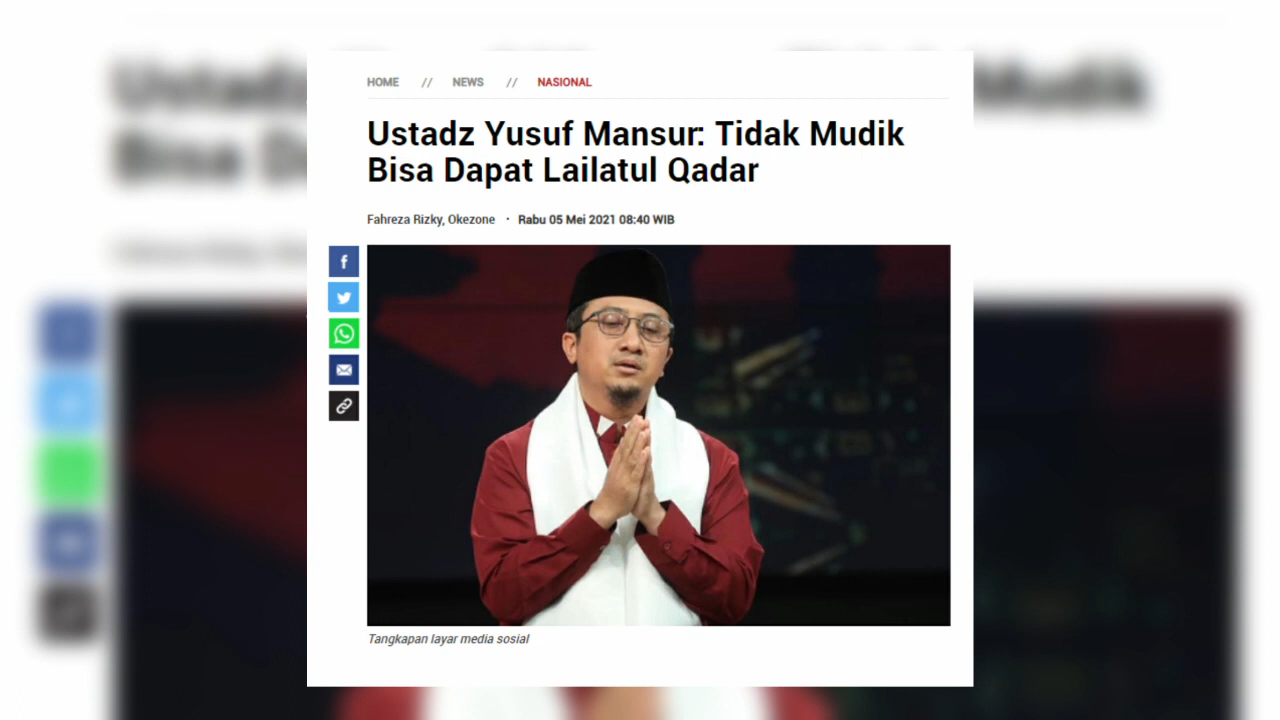 HOME // NEWS // NASIONAL
Ustadz Yusuf Mansur: Tidak Mudik
Bisa Dapat Lailatul Qadar
Fahreza Rizky, Okezone · Rabu 05 Mei 2021 08:40 WIB
Tangkapan layar media sosial